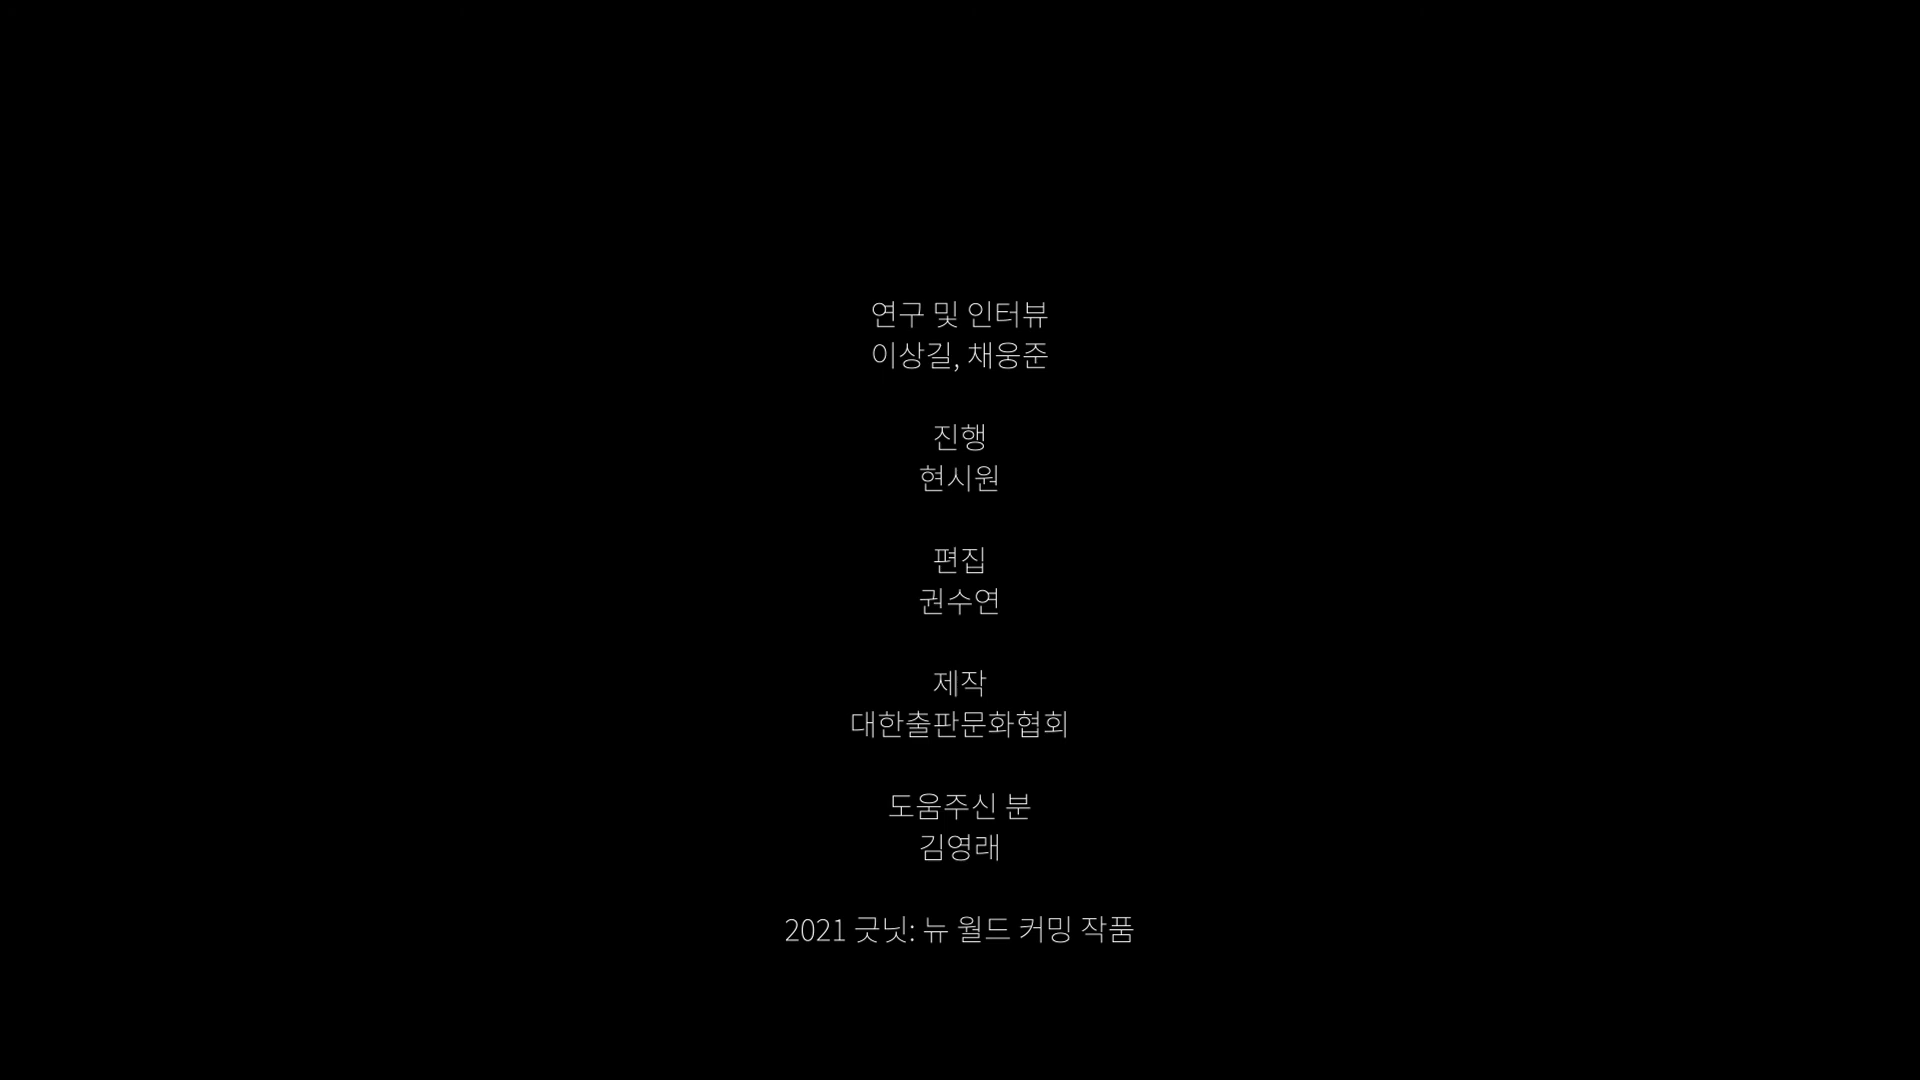 연구 및 인터뷰
이상길, 채웅준
진행
현시원
편집
권수연
제작
대한출판문화협회
도움주신 분
김영래
2021 긋닛: 뉴 월드 커밍 작품